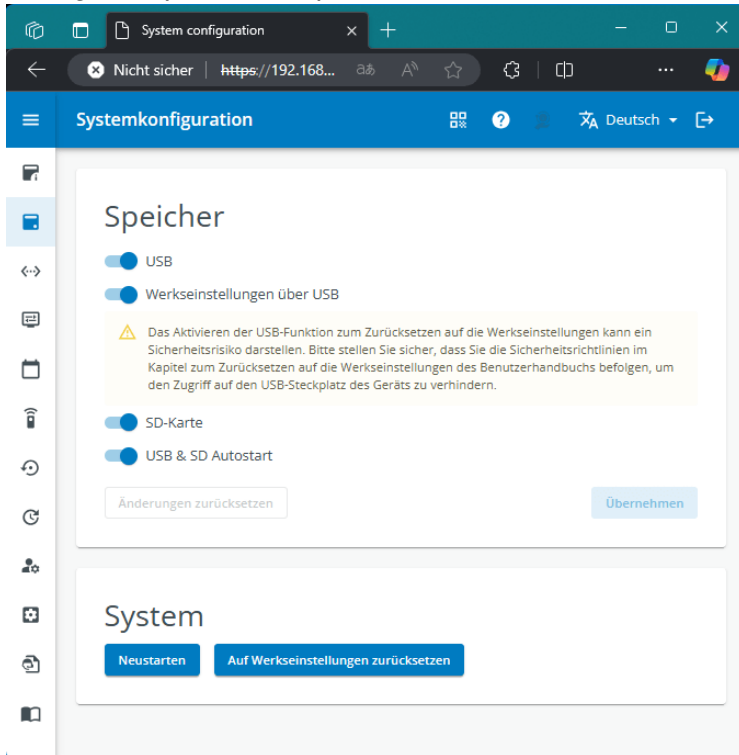 System configuration
Nicht sicher https://192.168...
Systemkonfiguration
Deutsch
Speicher
USB
Werkseinstellungen über USB
Das Aktivieren der USB-Funktion zum Zurücksetzen auf die Werkseinstellungen kann ein
Sicherheitsrisiko darstellen. Bitte stellen Sie sicher, dass Sie die Sicherheitsrichtlinien im
Kapitel zum Zurücksetzen auf die Werkseinstellungen des Benutzerhandbuchs befolgen, um
den Zugriff auf den USB-Steckplatz des Geräts zu verhindern.
SD-Karte
USB & SD Autostart
Änderungen zurücksetzen
Übernehmen
System
Neustarten
Auf Werkseinstellungen zurücksetzen